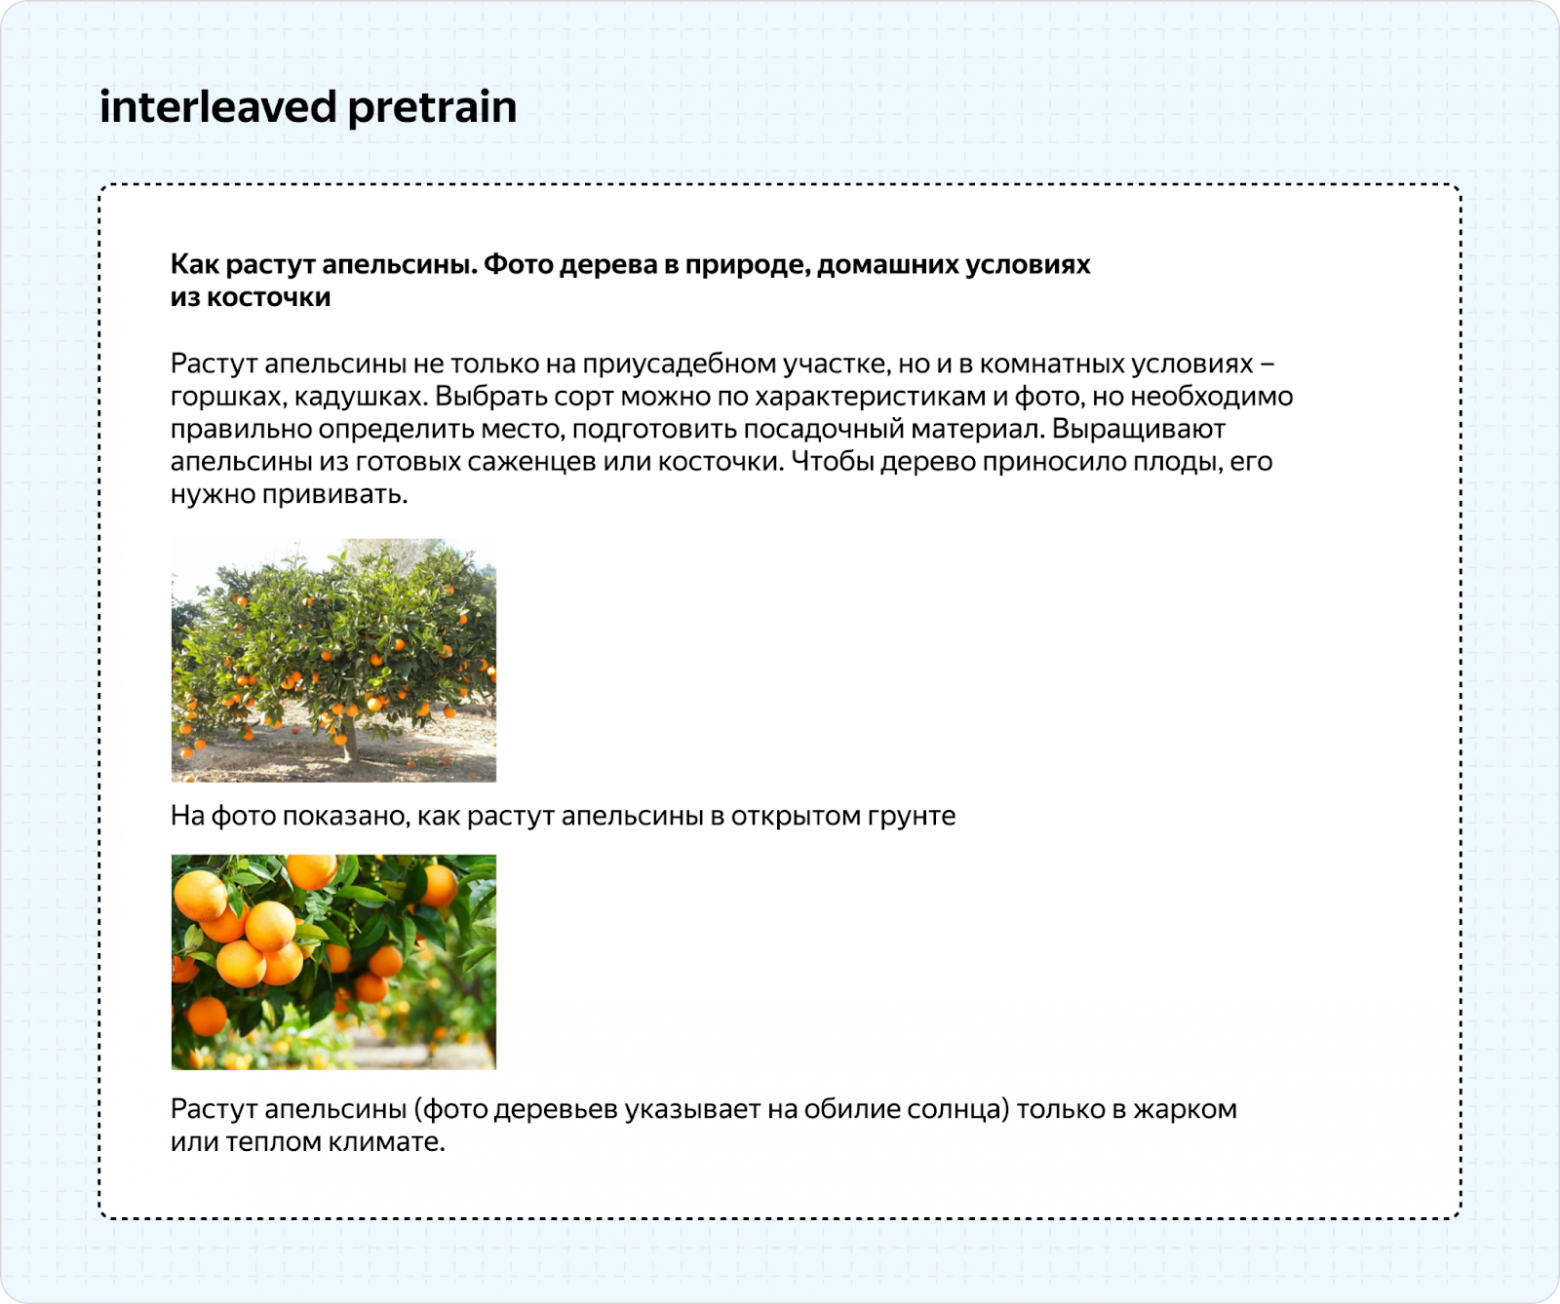 interleaved pretrain
Как растут апельсины. Фото дерева в природе, домашних условиях
из косточки
Растут апельсины не только на приусадебном участке, но и в комнатных условиях –
горшках, кадушках. Выбрать сорт можно по характеристикам и фото, но необходимо
правильно определить место, подготовить посадочный материал. Выращивают
апельсины из готовых саженцев или косточки. Чтобы дерево приносило плоды, его
нужно прививать.
На фото показано, как растут апельсины в открытом грунте
Растут апельсины (фото деревьев указывает на обилие солнца) только в жарком
или теплом климате.